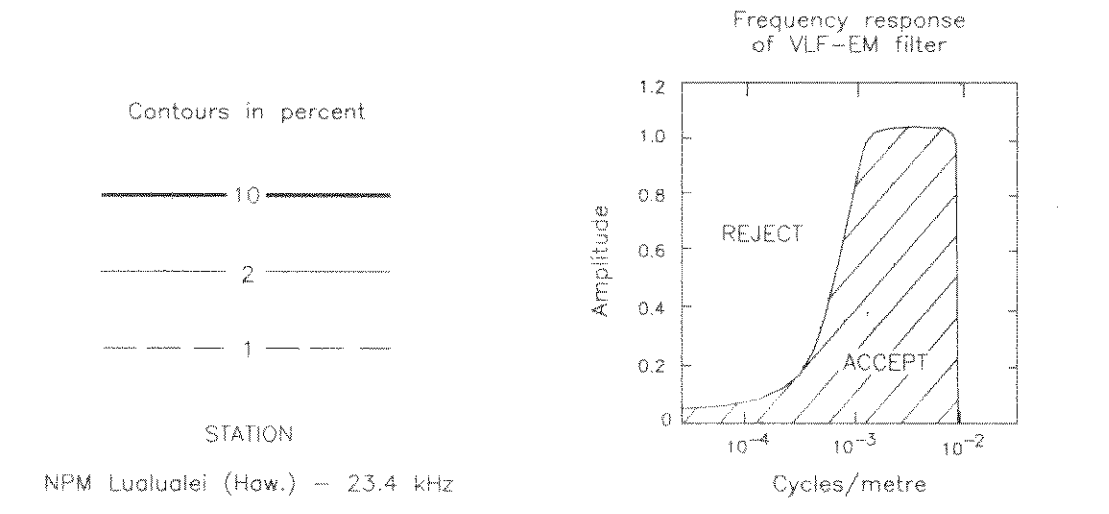 Contours in percent
10
2
1
STATION
NPM Lualualei (Haw.) – 23.4 kHz
Frequency response
of VLF–EM filter
1.2
1.0
0.8
0.6
0.4
0.2
0
Amplitude
REJECT
ACCEPT
10⁻⁴ 10⁻³ 10⁻²
Cycles/metre